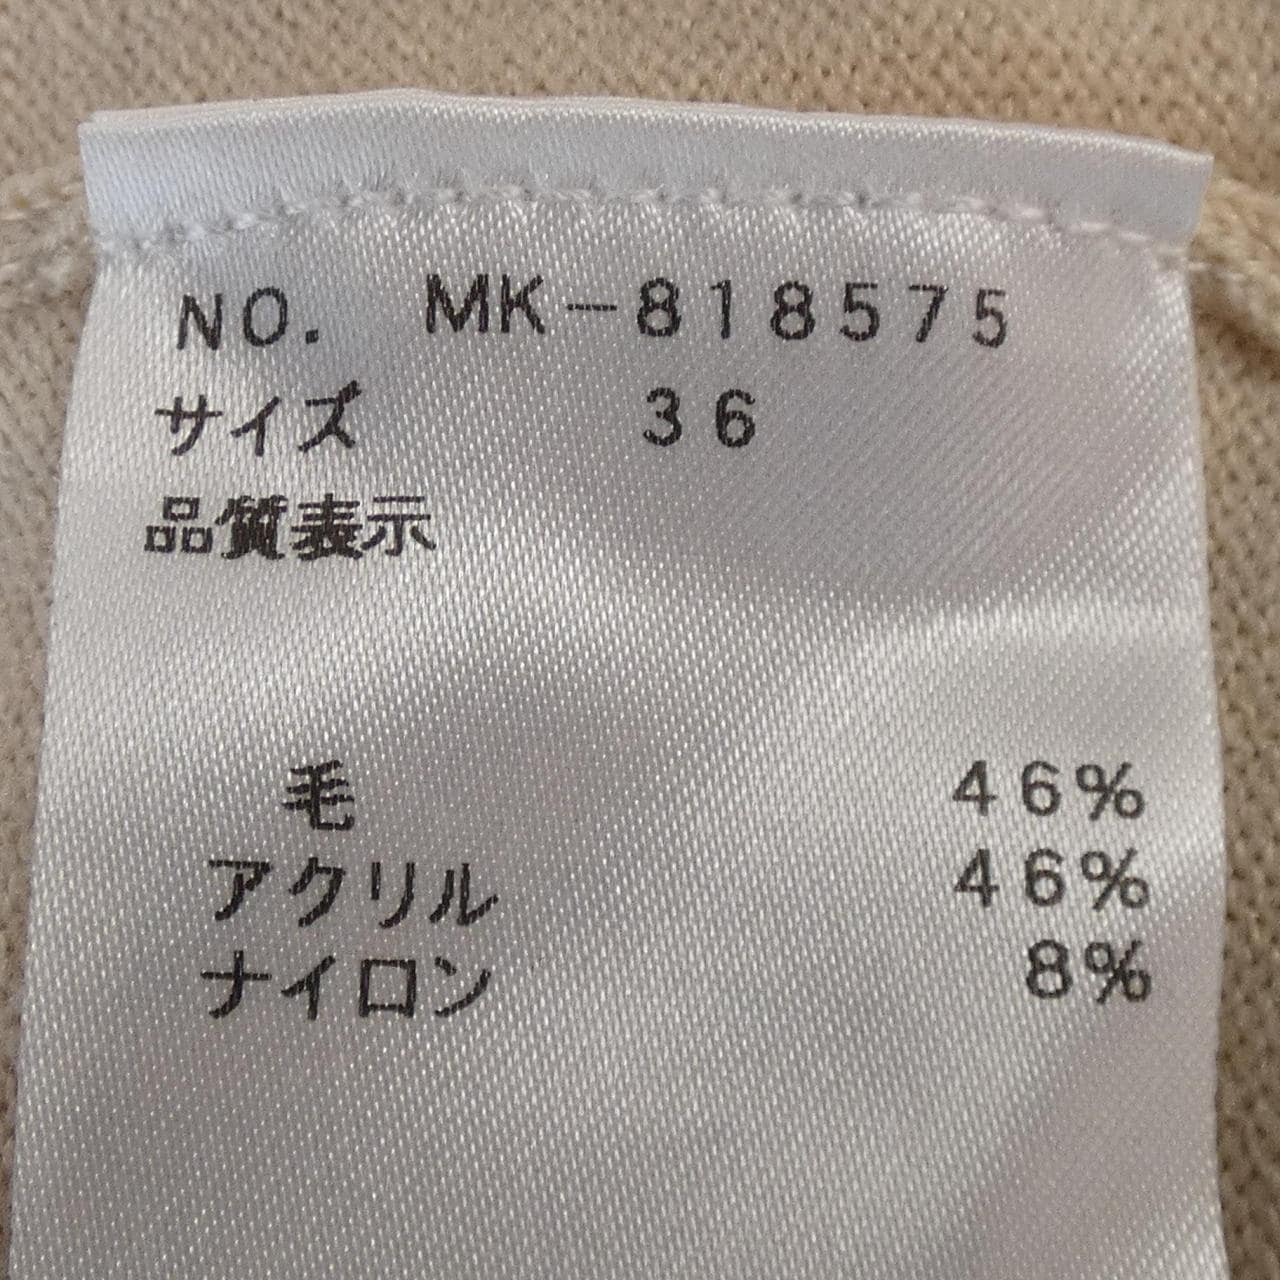 NO. MK-818575
サイズ 36
品質表示
毛 46%
アクリル 46%
ナイロン 8%